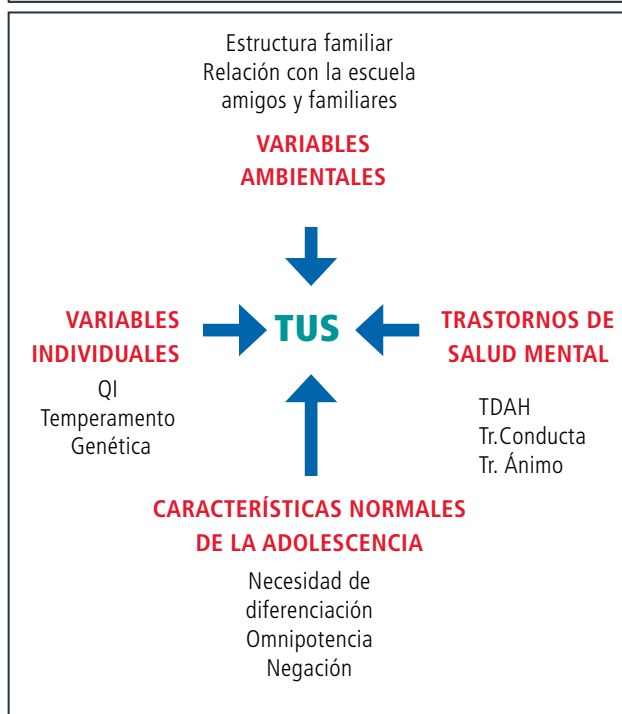 Estructura familiar
Relación con la escuela
amigos y familiares
VARIABLES
AMBIENTALES
VARIABLES
INDIVIDUALES
QI
Temperamento
Genética
TUS
TRASTORNOS DE
SALUD MENTAL
TDAH
Tr.Conducta
Tr. Ánimo
CARACTERÍSTICAS NORMALES
DE LA ADOLESCENCIA
Necesidad de
diferenciación
Omnipotencia
Negación